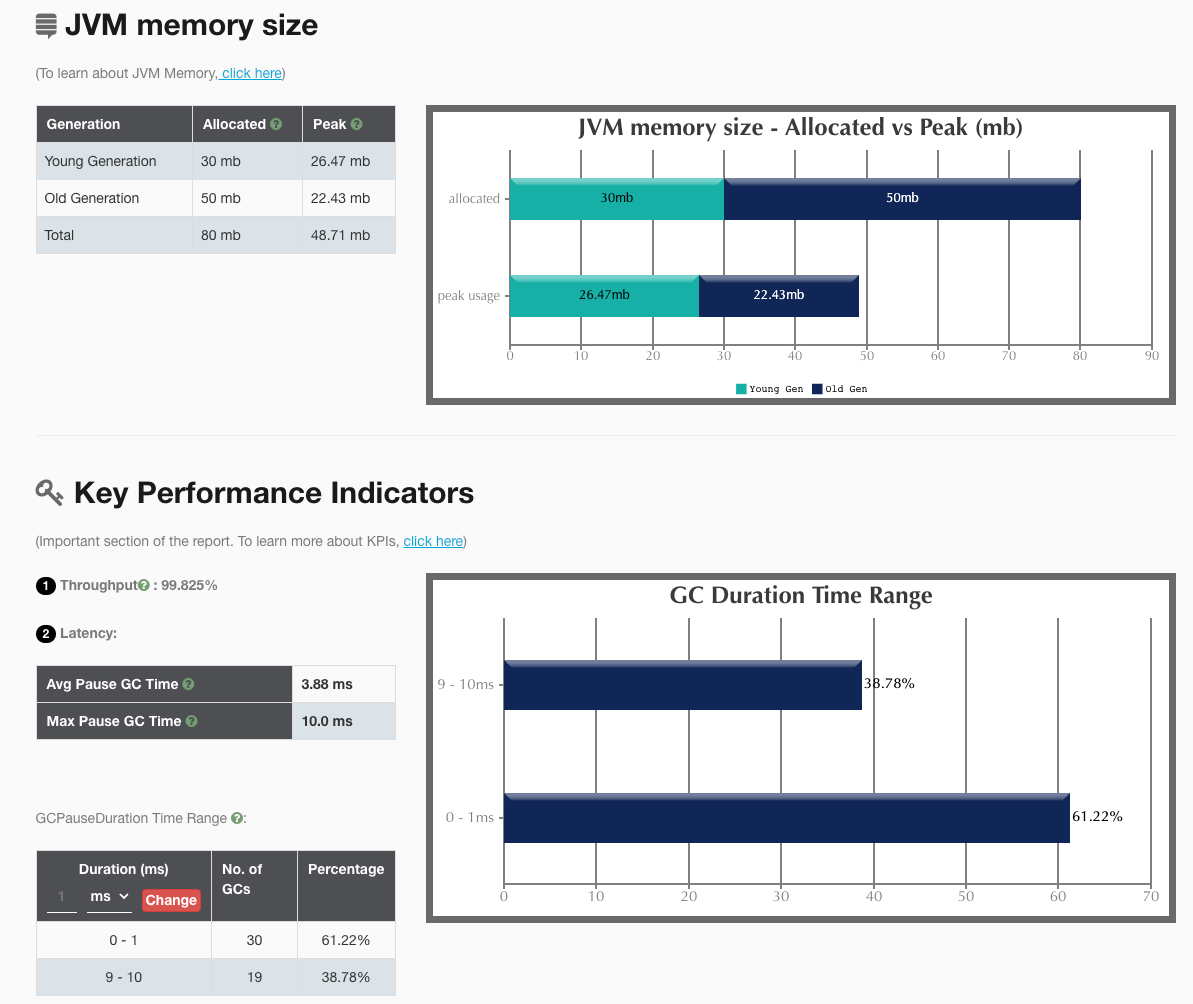 JVM memory size
(To learn about JVM Memory, click here)
Generation Allocated Peak
Young Generation 30 mb 26.47 mb
Old Generation 50 mb 22.43 mb
Total 80 mb 48.71 mb
JVM memory size - Allocated vs Peak (mb)
allocated 30mb 50mb
peak usage 26.47mb 22.43mb
0 10 20 30 40 50 60 70 80 90
Young Gen Old Gen
Key Performance Indicators
(Important section of the report. To learn more about KPIs, click here)
1 Throughput : 99.825%
2 Latency:
Avg Pause GC Time 3.88 ms
Max Pause GC Time 10.0 ms
GCPauseDuration Time Range :
Duration (ms) No. of GCs Percentage
1 ms Change
0 - 1 30 61.22%
9 - 10 19 38.78%
GC Duration Time Range
9 - 10ms 38.78%
0 - 1ms 61.22%
0 10 20 30 40 50 60 70